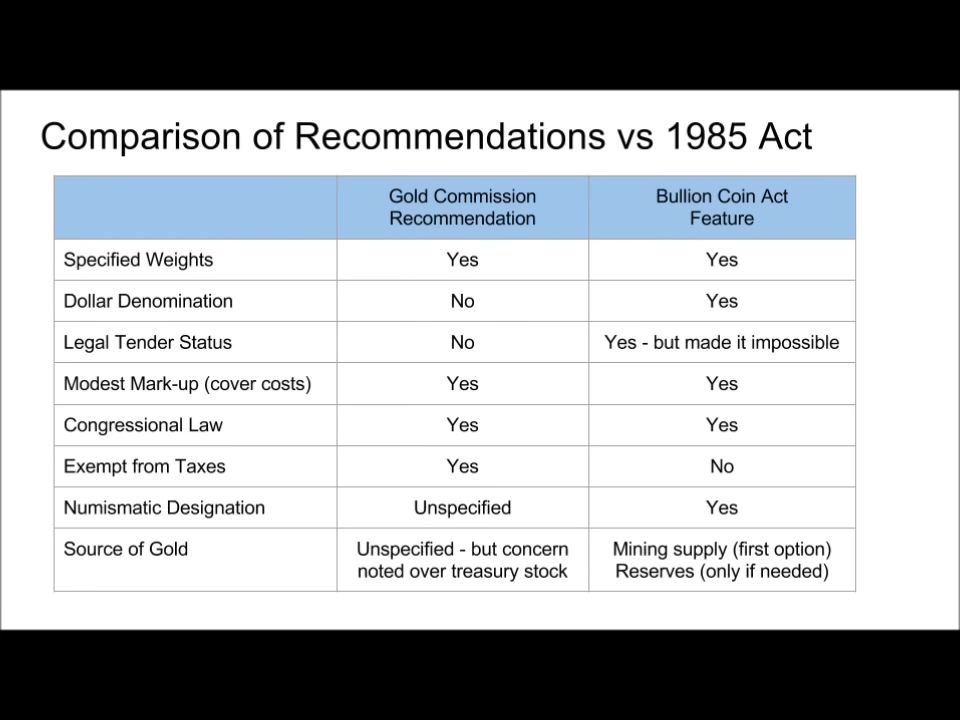 Comparison of Recommendations vs 1985 Act
Gold Commission
Recommendation
Bullion Coin Act
Feature
Specified Weights
Yes
Yes
Dollar Denomination
No
Yes
Legal Tender Status
No
Yes - but made it impossible
Modest Mark-up (cover costs)
Yes
Yes
Congressional Law
Yes
Yes
Exempt from Taxes
Yes
No
Numismatic Designation
Unspecified
Yes
Source of Gold
Unspecified - but concern
noted over treasury stock
Mining supply (first option)
Reserves (only if needed)